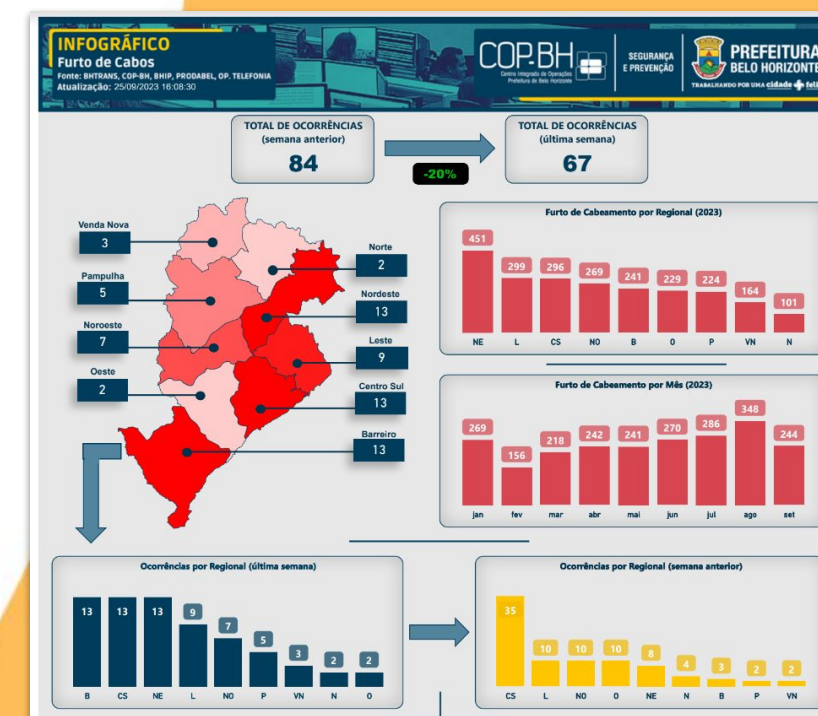 INFOGRÁFICO
Furto de Cabos
Fonte: BHTRANS, COP-BH, BHIP, PRODABEL, OP. TELEFONIA
Atualização: 25/09/2023 16:08:30
COP-BH
Centro Integrado de Operações
Prefeitura de Belo Horizonte
SEGURANÇA
E PREVENÇÃO
PREFEITURA
BELO HORIZONTE
TRABALHANDO POR UMA cidade + feliz
TOTAL DE OCORRÊNCIAS
(semana anterior)
84
-20%
TOTAL DE OCORRÊNCIAS
(última semana)
67
Venda Nova
3
Pampulha
5
Noroeste
7
Oeste
2
Norte
2
Nordeste
13
Leste
9
Centro Sul
13
Barreiro
13
Furto de Cabeamento por Regional (2023)
451 299 296 269 241 229 224 164 101
NE L CS NO B O P VN N
Furto de Cabeamento por Mês (2023)
269 156 218 242 241 270 286 348 244
jan fev mar abr mai jun jul ago set
Ocorrências por Regional (última semana)
13 13 13 9 7 5 3 2 2
B CS NE L NO P VN N O
Ocorrências por Regional (semana anterior)
35 10 10 10 8 4 3 2 2
CS L NO O NE N B P VN